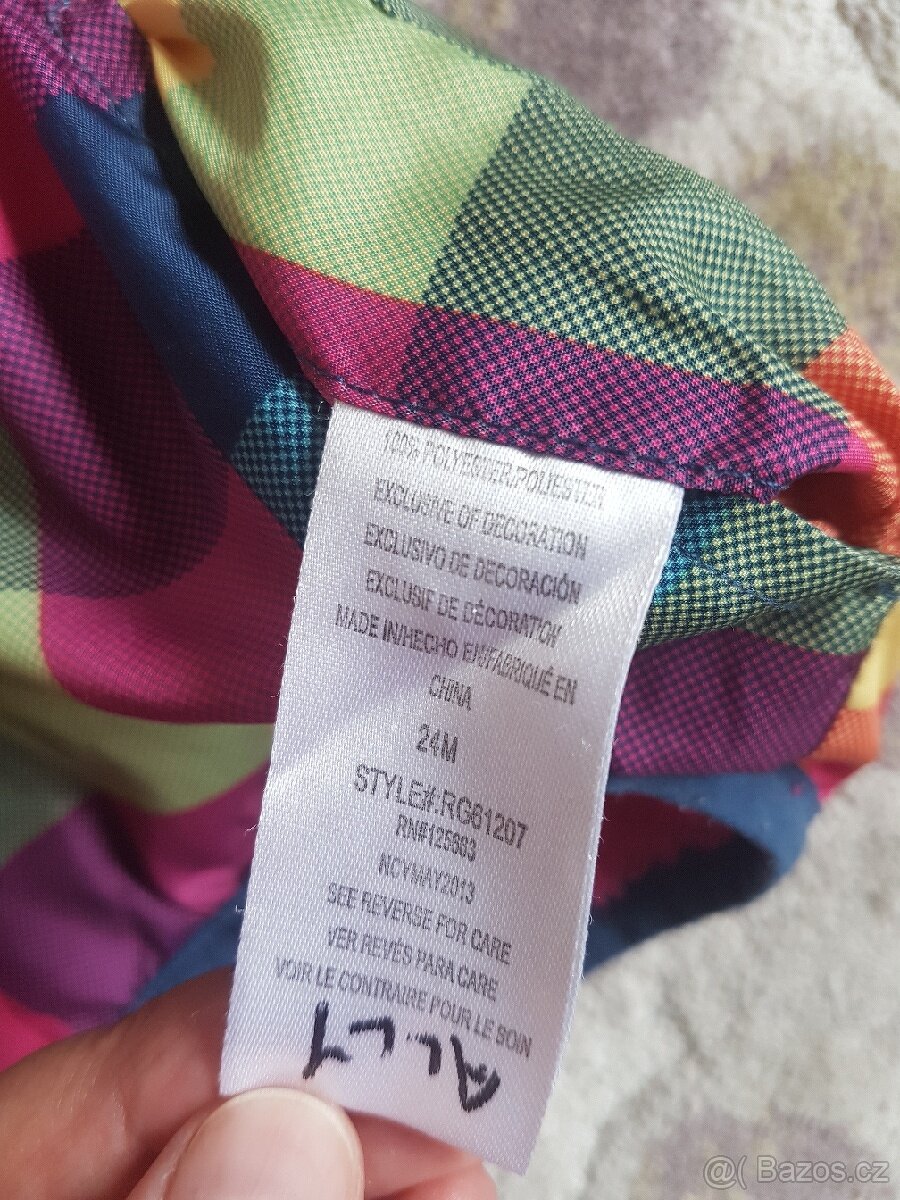 100% POLYESTER/POLIESTER
EXCLUSIVE OF DECORATION
EXCLUSIVO DE DECORACIÓN
EXCLUSIF DE DÉCORATION
MADE IN/HECHO EN/FABRIQUÉ EN
CHINA
24M
STYLE#:RG61207
RN#125663
NCYMAY2013
SEE REVERSE FOR CARE
VER REVÉS PARA CARE
VOIR LE CONTRAIRE POUR LE SOIN
ALLY
@( Bazos.cz